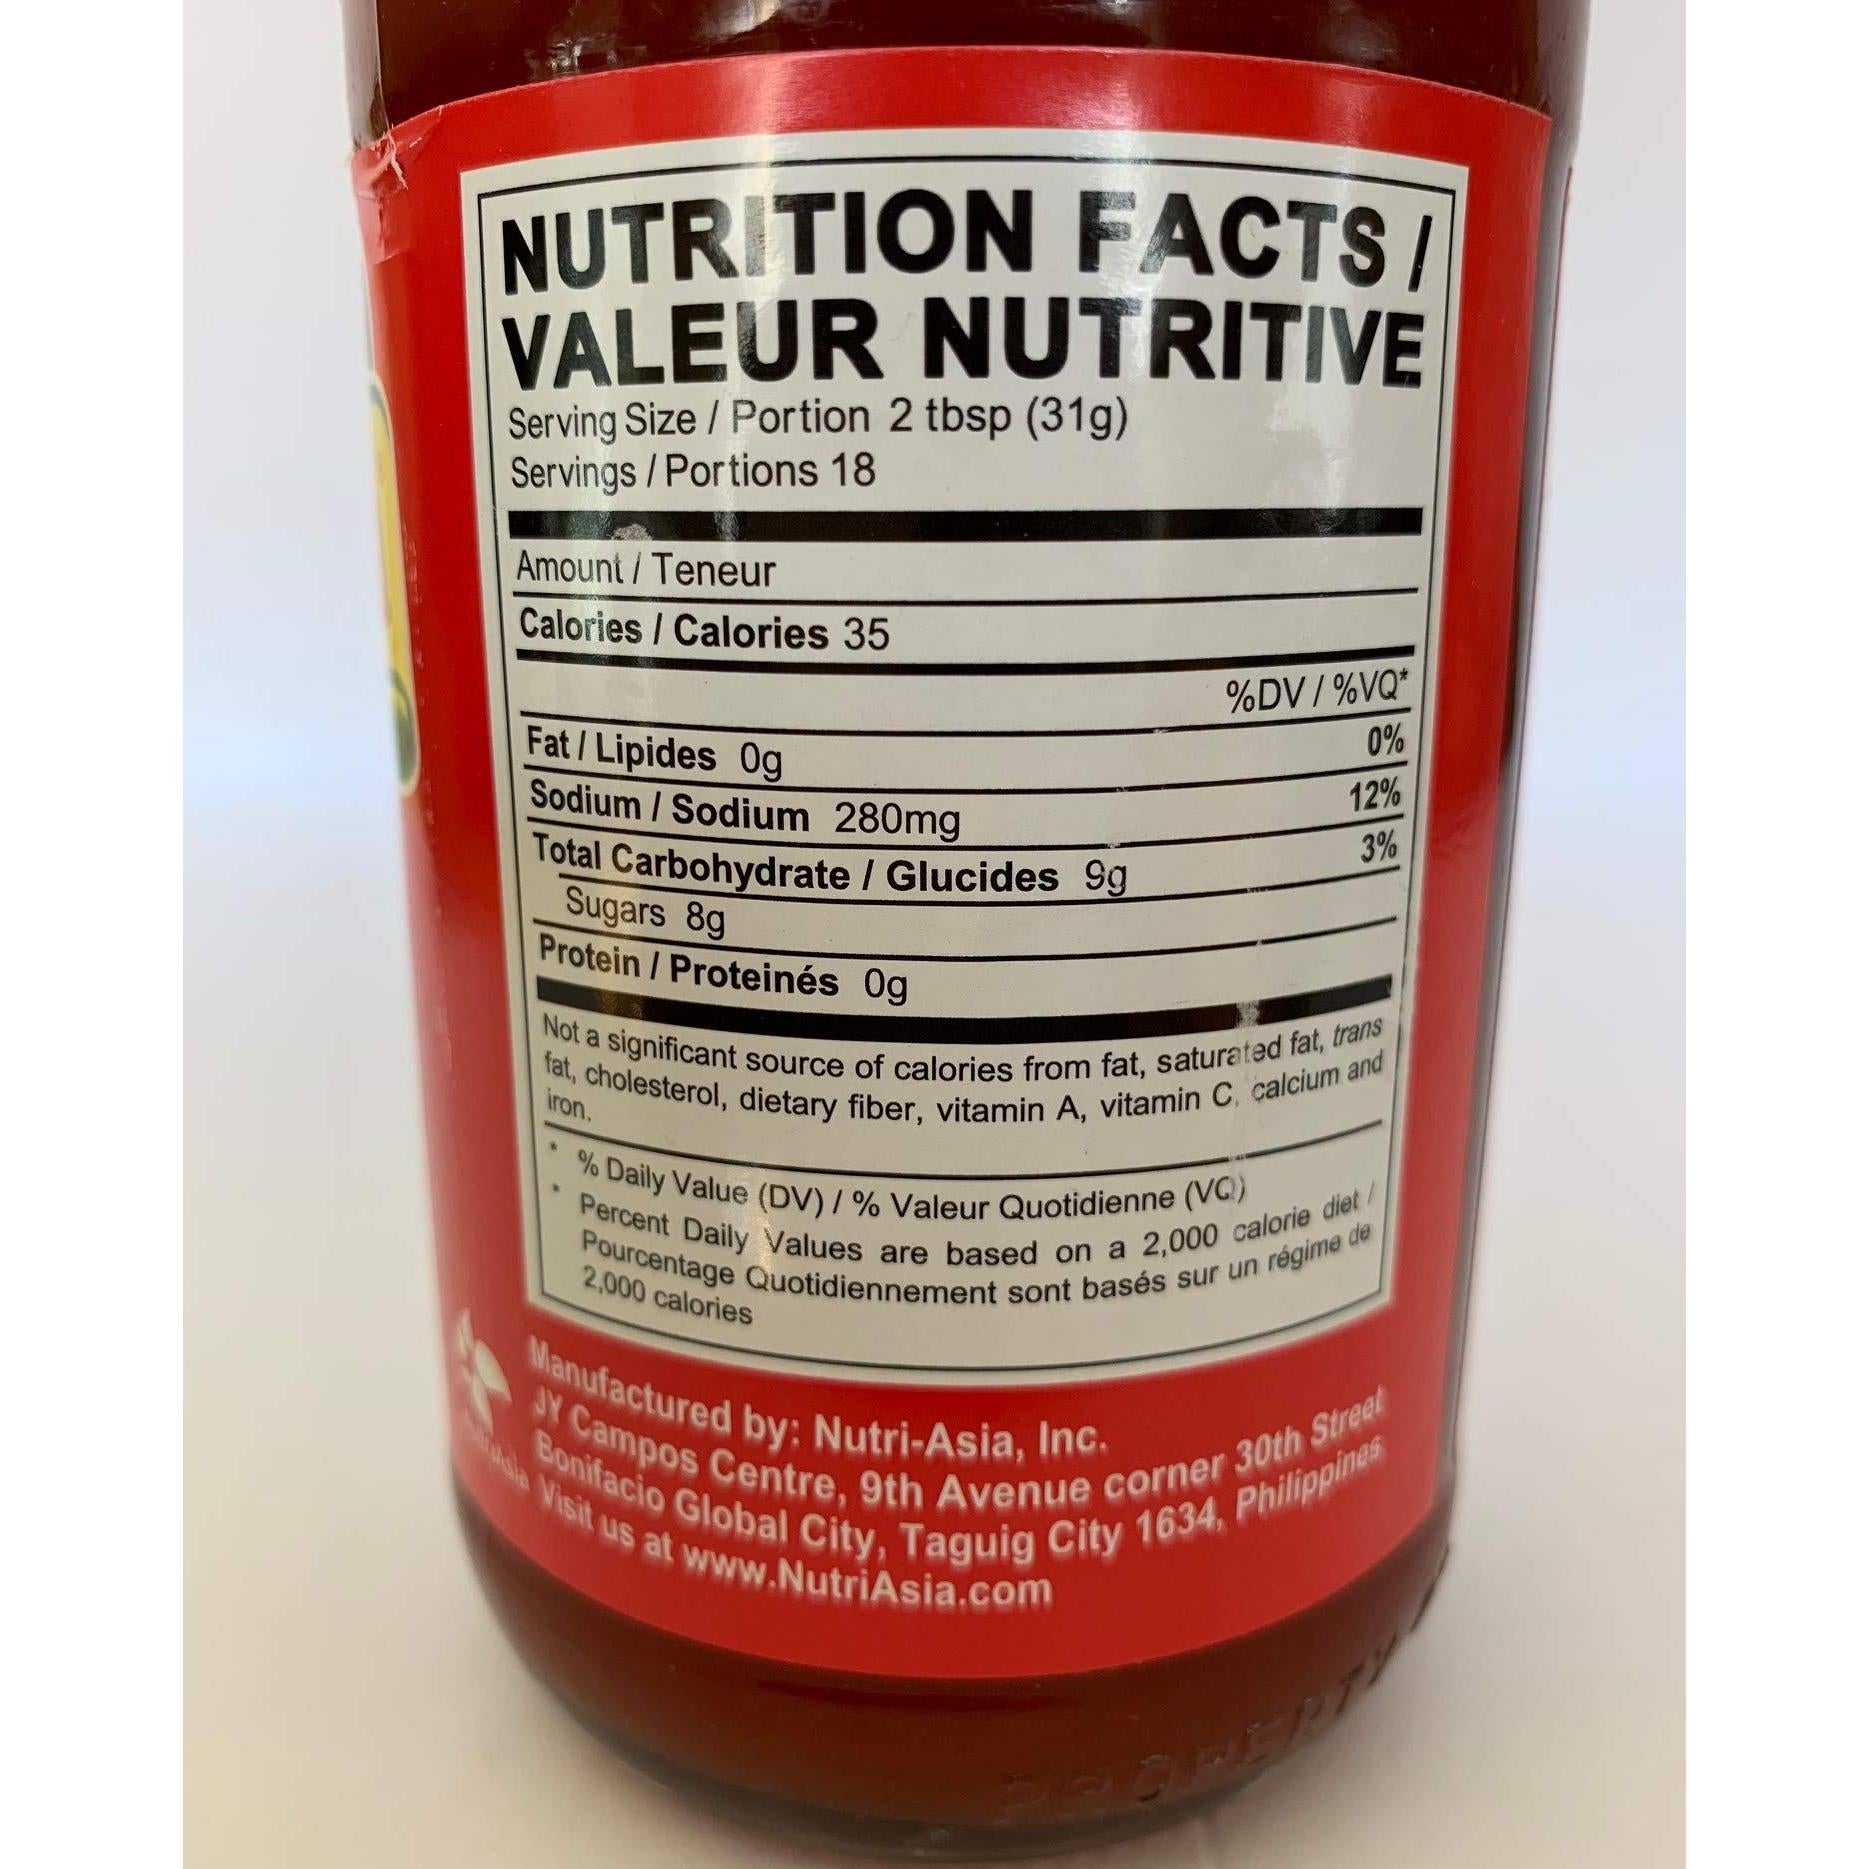 NUTRITION FACTS /
VALEUR NUTRITIVE
Serving Size / Portion 2 tbsp (31g)
Servings / Portions 18
Amount / Teneur
Calories / Calories 35
%DV / %VQ*
Fat / Lipides 0g 0%
Sodium / Sodium 280mg 12%
Total Carbohydrate / Glucides 9g 3%
Sugars 8g
Protein / Proteinés 0g
Not a significant source of calories from fat, saturated fat, trans
fat, cholesterol, dietary fiber, vitamin A, vitamin C, calcium and
iron.
* % Daily Value (DV) / % Valeur Quotidienne (VQ)
* Percent Daily Values are based on a 2,000 calorie diet /
Pourcentage Quotidiennement sont basés sur un régime de
2,000 calories
Manufactured by: Nutri-Asia, Inc.
JY Campos Centre, 9th Avenue corner 30th Street
Bonifacio Global City, Taguig City 1634, Philippines
Visit us at www.NutriAsia.com
NutriAsia
PROPERTY